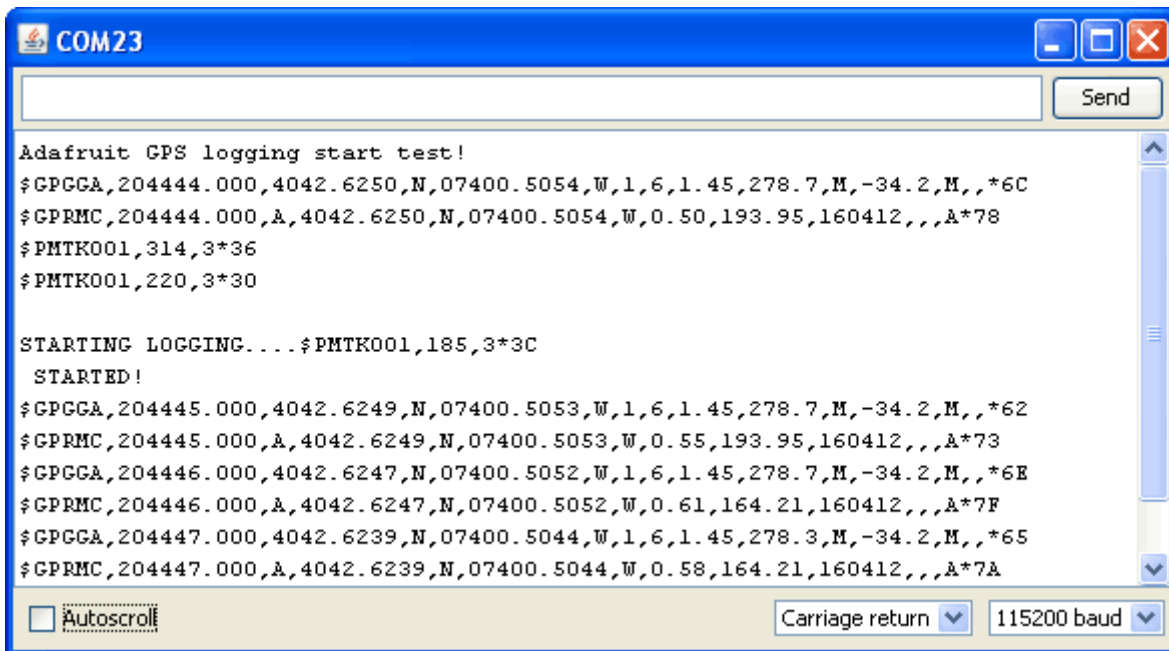 COM23
Send
Adafruit GPS logging start test!
$GPGGA,204444.000,4042.6250,N,07400.5054,W,1,6,1.45,278.7,M,-34.2,M,,*6C
$GPRMC,204444.000,A,4042.6250,N,07400.5054,W,0.50,193.95,160412,,,A*78
$PMTK001,314,3*36
$PMTK001,220,3*30
STARTING LOGGING....$PMTK001,185,3*3C
STARTED!
$GPGGA,204445.000,4042.6249,N,07400.5053,W,1,6,1.45,278.7,M,-34.2,M,,*62
$GPRMC,204445.000,A,4042.6249,N,07400.5053,W,0.55,193.95,160412,,,A*73
$GPGGA,204446.000,4042.6247,N,07400.5052,W,1,6,1.45,278.7,M,-34.2,M,,*6E
$GPRMC,204446.000,A,4042.6247,N,07400.5052,W,0.61,164.21,160412,,,A*7F
$GPGGA,204447.000,4042.6239,N,07400.5044,W,1,6,1.45,278.3,M,-34.2,M,,*65
$GPRMC,204447.000,A,4042.6239,N,07400.5044,W,0.58,164.21,160412,,,A*7A
Autoscroll Carriage return 115200 baud